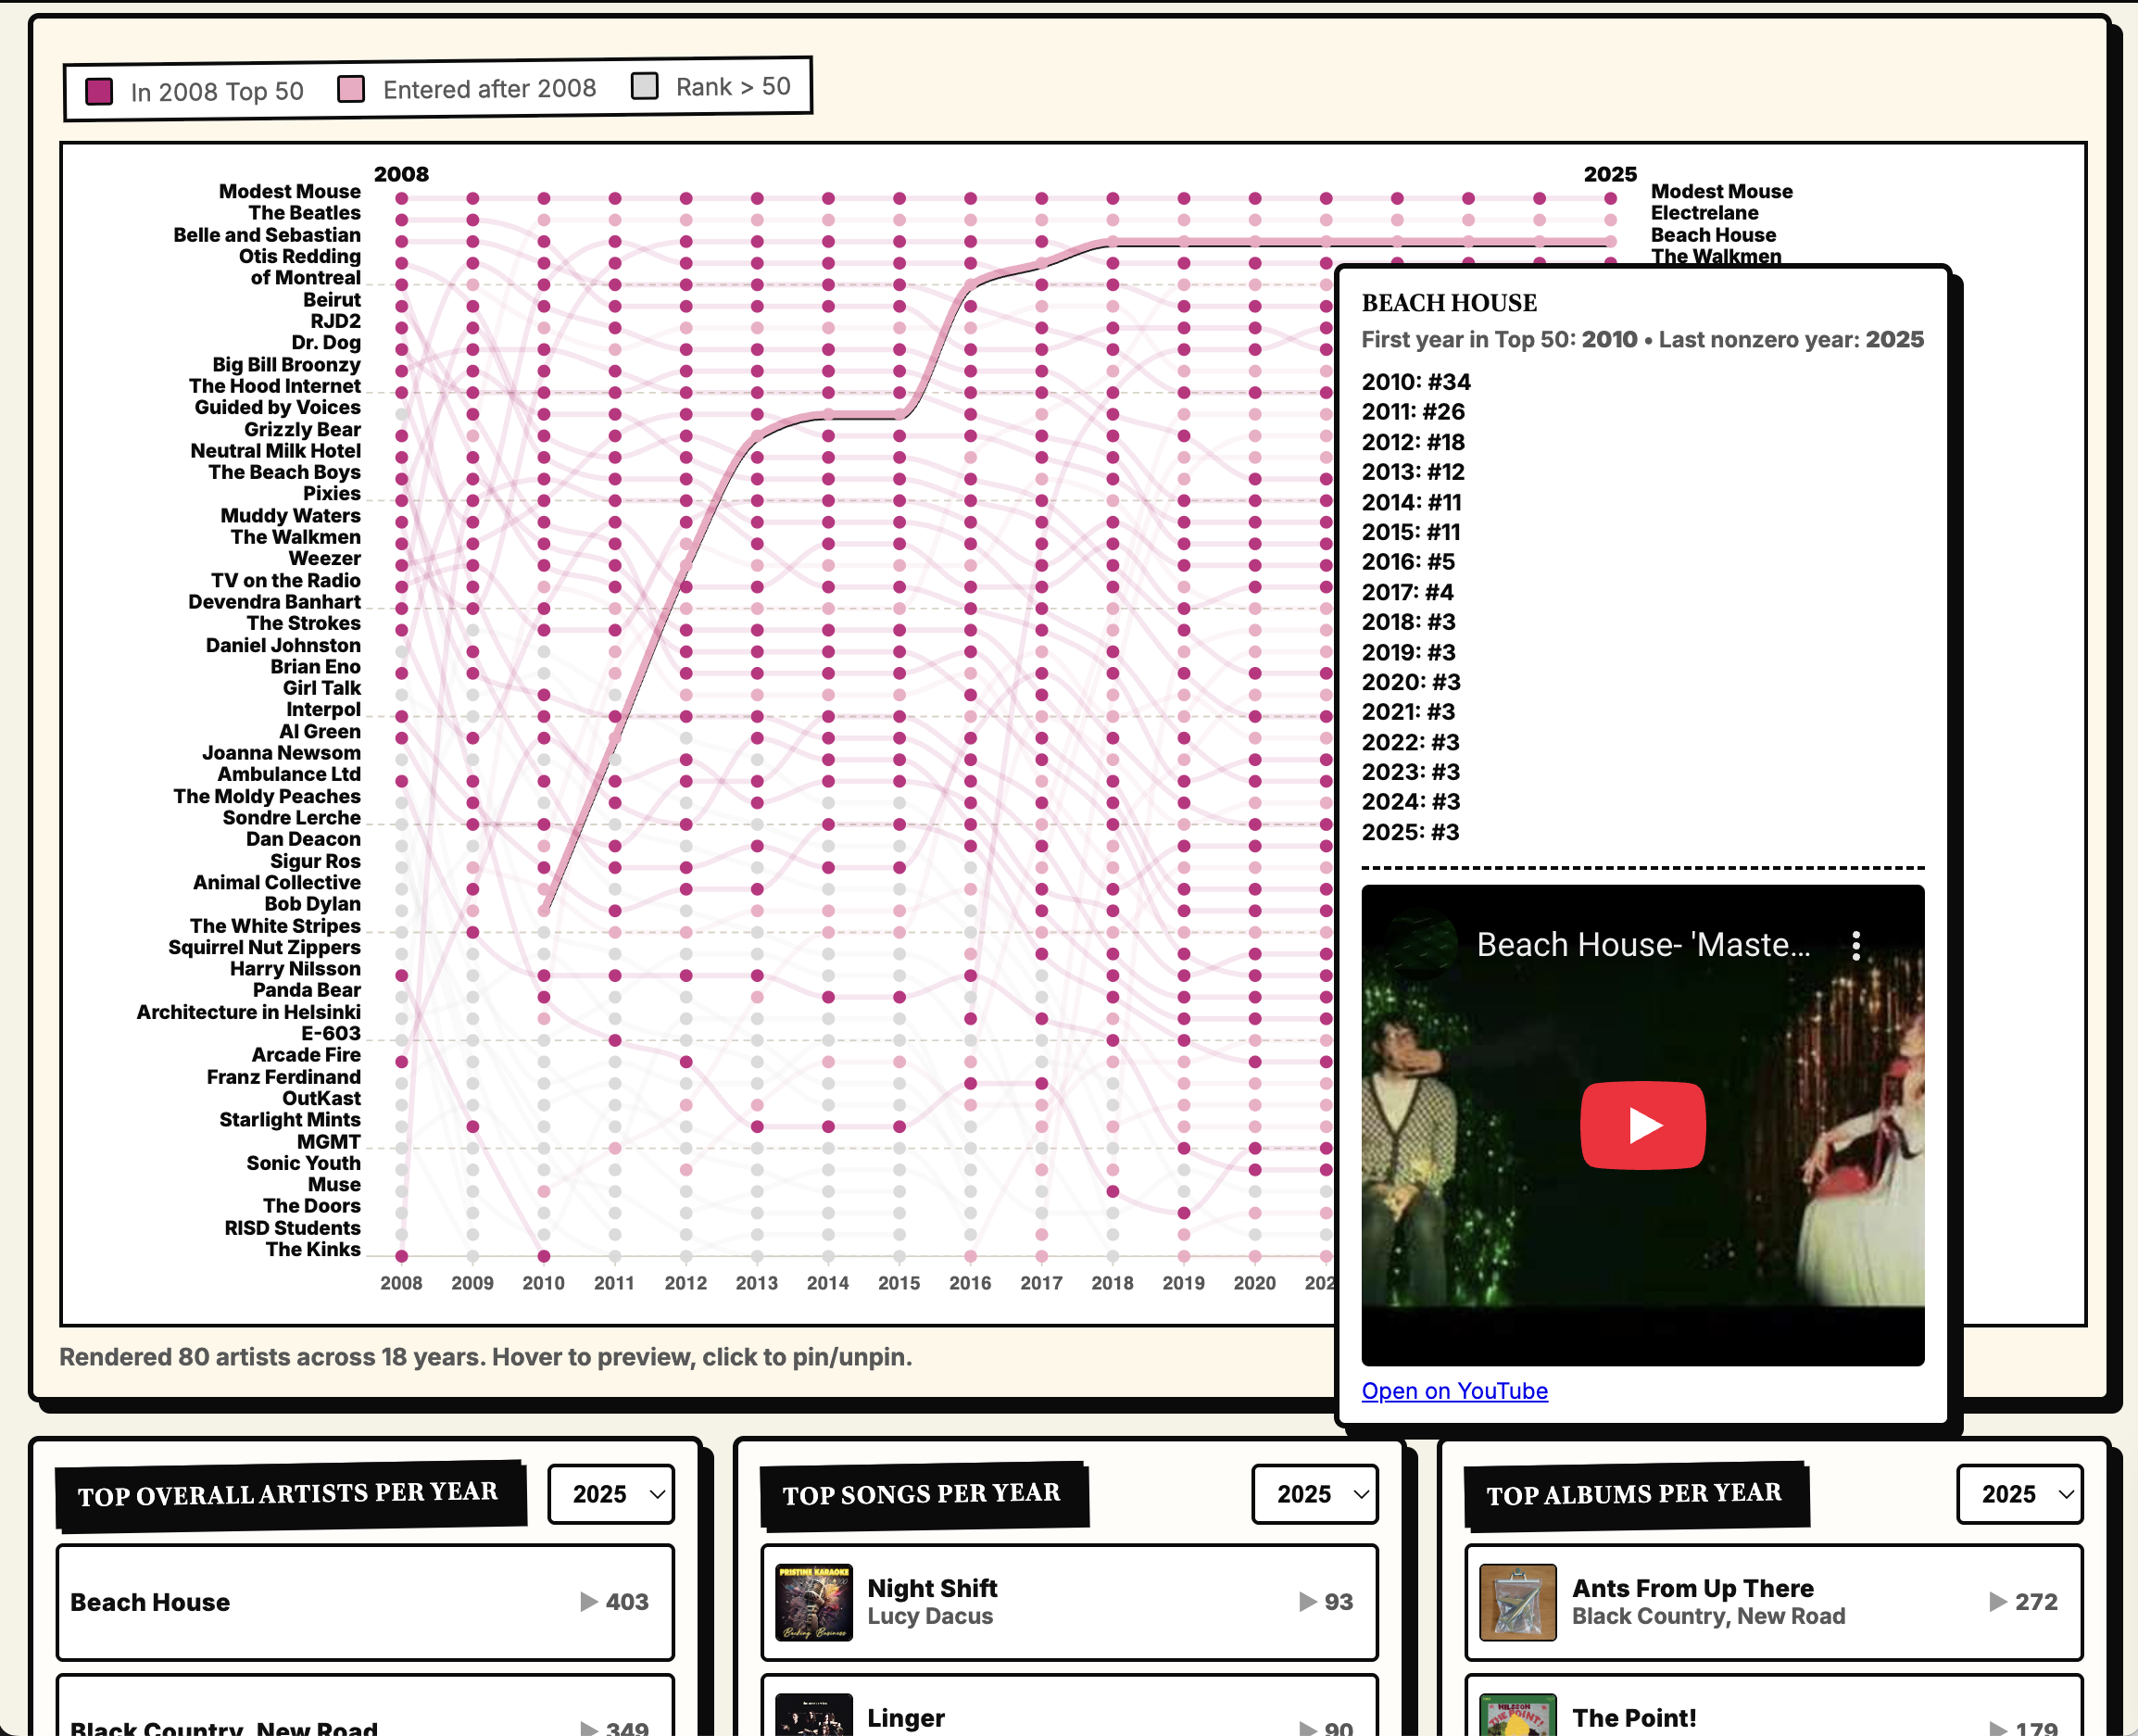 In 2008 Top 50
Entered after 2008
Rank > 50
2008
2025
Modest Mouse
The Beatles
Belle and Sebastian
Otis Redding
of Montreal
Beirut
RJD2
Dr. Dog
Big Bill Broonzy
The Hood Internet
Guided by Voices
Grizzly Bear
Neutral Milk Hotel
The Beach Boys
Pixies
Muddy Waters
The Walkmen
Weezer
TV on the Radio
Devendra Banhart
The Strokes
Daniel Johnston
Brian Eno
Girl Talk
Interpol
Al Green
Joanna Newsom
Ambulance Ltd
The Moldy Peaches
Sondre Lerche
Dan Deacon
Sigur Ros
Animal Collective
Bob Dylan
The White Stripes
Squirrel Nut Zippers
Harry Nilsson
Panda Bear
Architecture in Helsinki
E-603
Arcade Fire
Franz Ferdinand
OutKast
Starlight Mints
MGMT
Sonic Youth
Muse
The Doors
RISD Students
The Kinks
Modest Mouse
Electrelane
Beach House
The Walkmen
2008 2009 2010 2011 2012 2013 2014 2015 2016 2017 2018 2019 2020 202
BEACH HOUSE
First year in Top 50: 2010 • Last nonzero year: 2025
2010: #34
2011: #26
2012: #18
2013: #12
2014: #11
2015: #11
2016: #5
2017: #4
2018: #3
2019: #3
2020: #3
2021: #3
2022: #3
2023: #3
2024: #3
2025: #3
Beach House- 'Maste...
Open on YouTube
Rendered 80 artists across 18 years. Hover to preview, click to pin/unpin.
TOP OVERALL ARTISTS PER YEAR
2025
Beach House
403
Black Country, New Road
349
TOP SONGS PER YEAR
2025
PRISTINE KARAOKE
Night Shift
Lucy Dacus
93
Linger
90
TOP ALBUMS PER YEAR
2025
Ants From Up There
Black Country, New Road
272
NILSSON
THE POINT!
The Point!
179